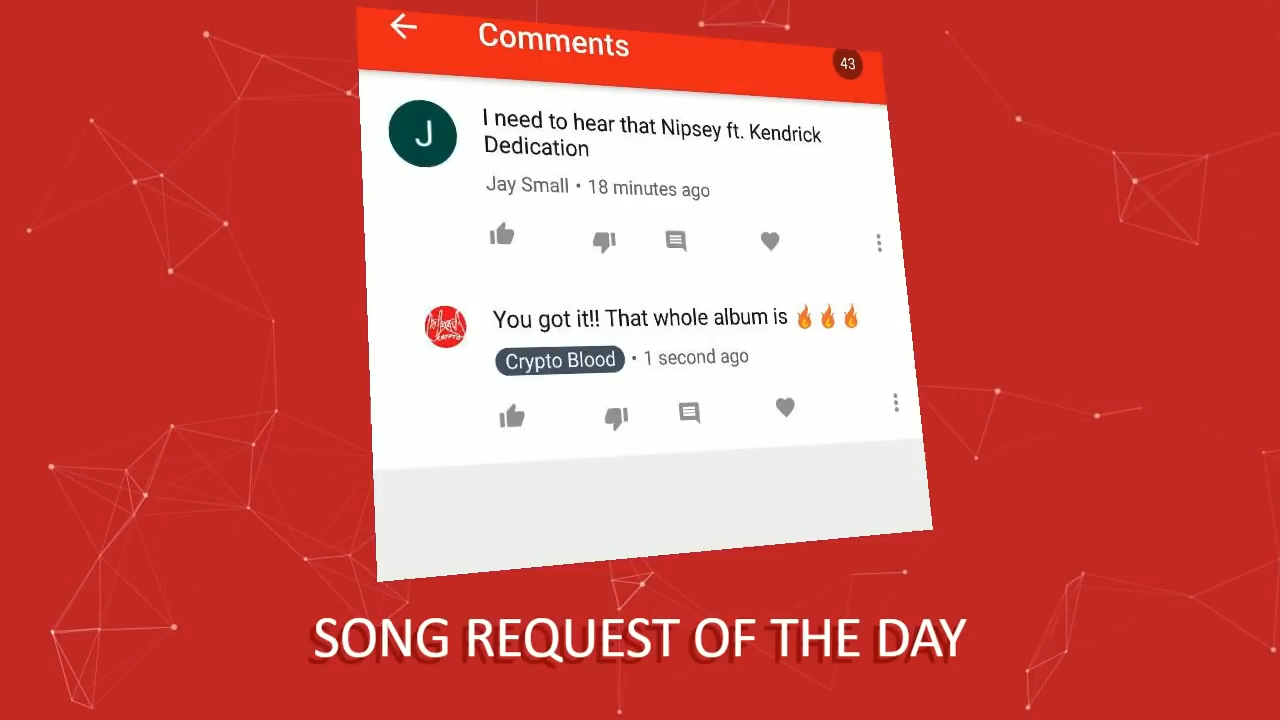 Comments
43
J
I need to hear that Nipsey ft. Kendrick
Dedication
Jay Small • 18 minutes ago
You got it!! That whole album is 🔥🔥🔥
Crypto Blood • 1 second ago
SONG REQUEST OF THE DAY